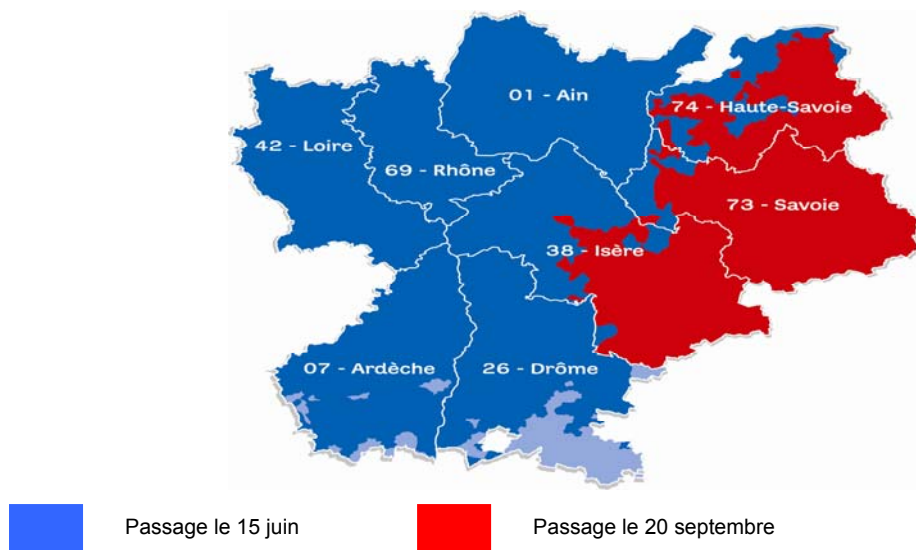 01 - Ain
74 - Haute-Savoie
42 - Loire
69 - Rhône
73 - Savoie
38 - Isère
07 - Ardèche
26 - Drôme
Passage le 15 juin
Passage le 20 septembre